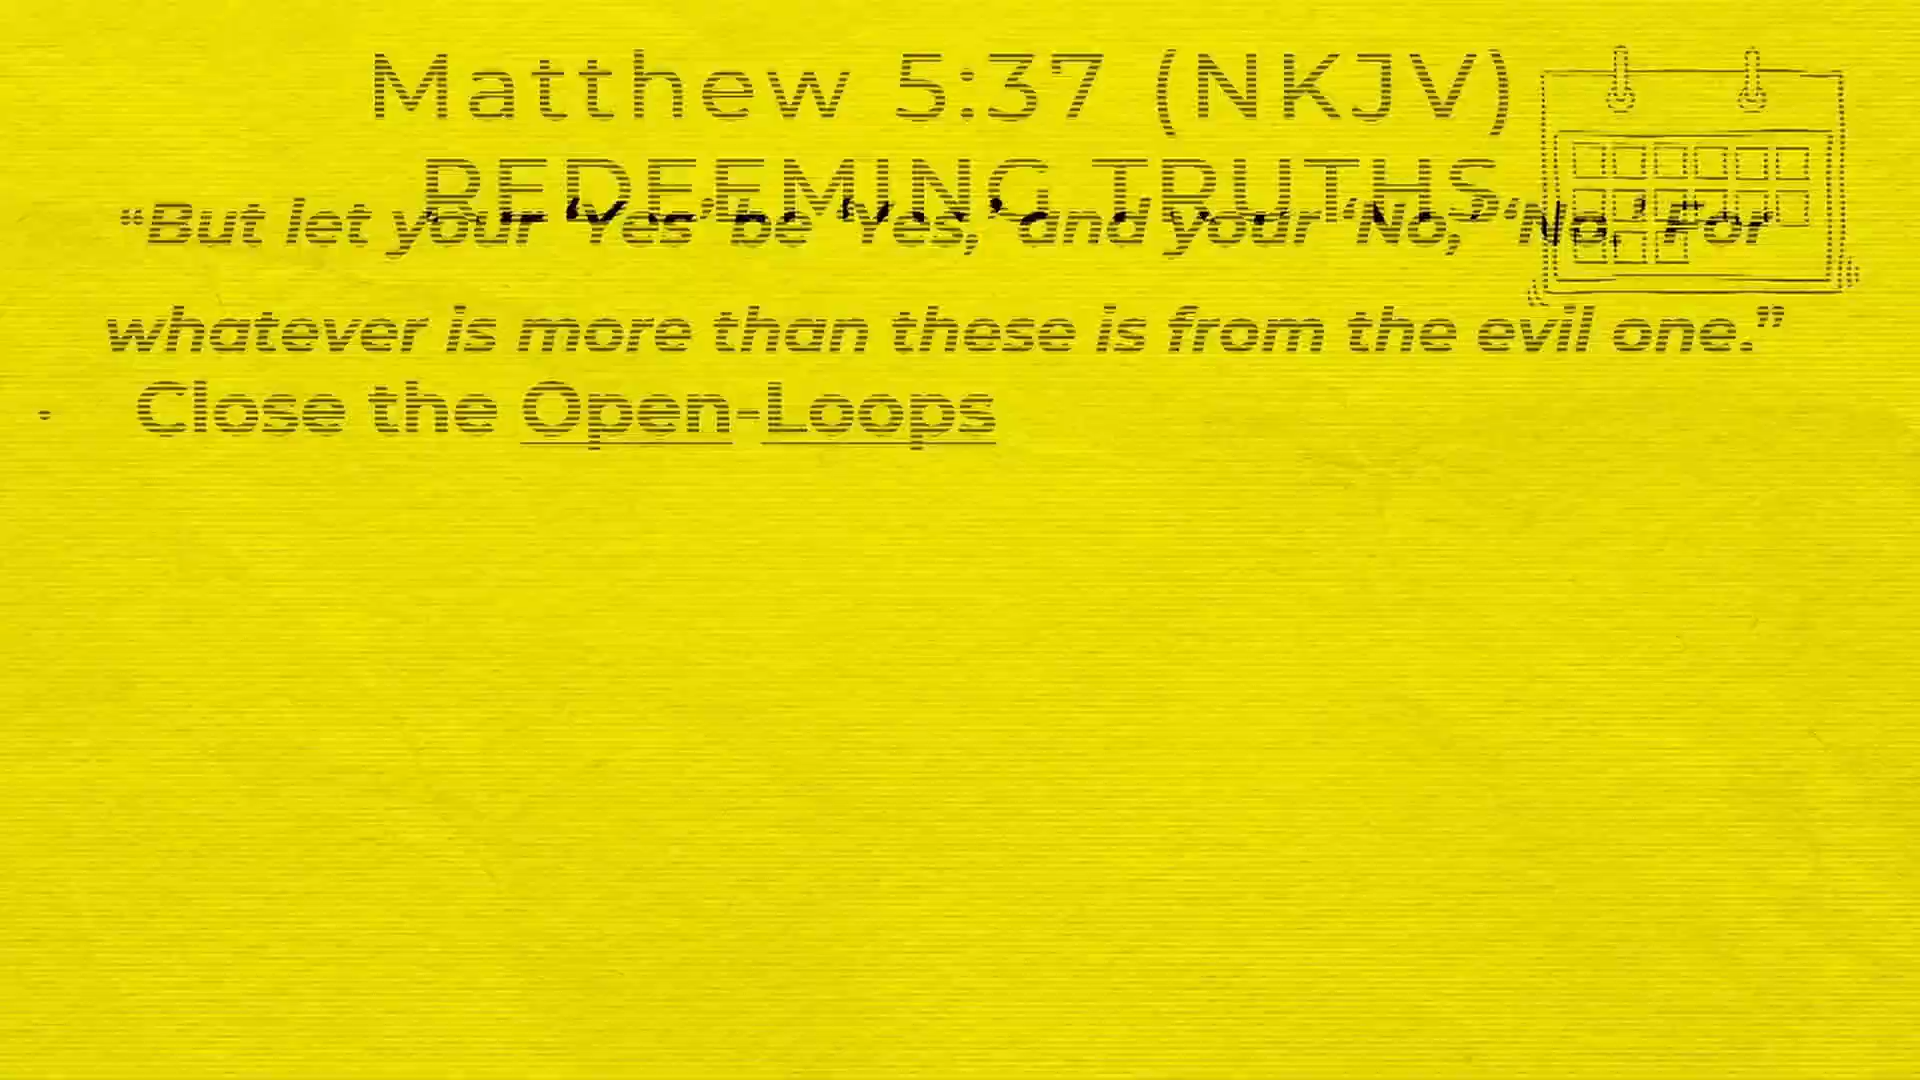 Matthew 5:37 (NKJV)
REDEEMING TRUTHS
“But let your ‘Yes’ be ‘Yes,’ and your ‘No,’ ‘No.’ For
whatever is more than these is from the evil one.”
• Close the Open-Loops